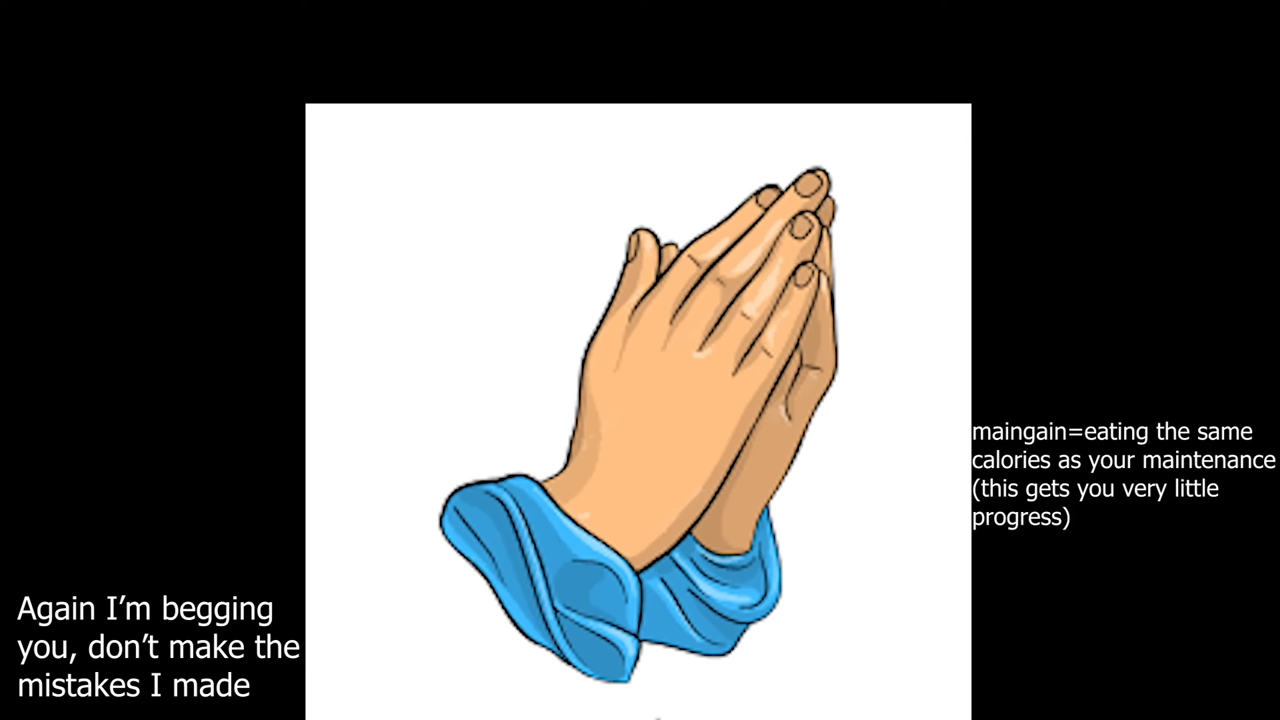 maingain=eating the same
calories as your maintenance
(this gets you very little
progress)
Again I’m begging
you, don’t make the
mistakes I made